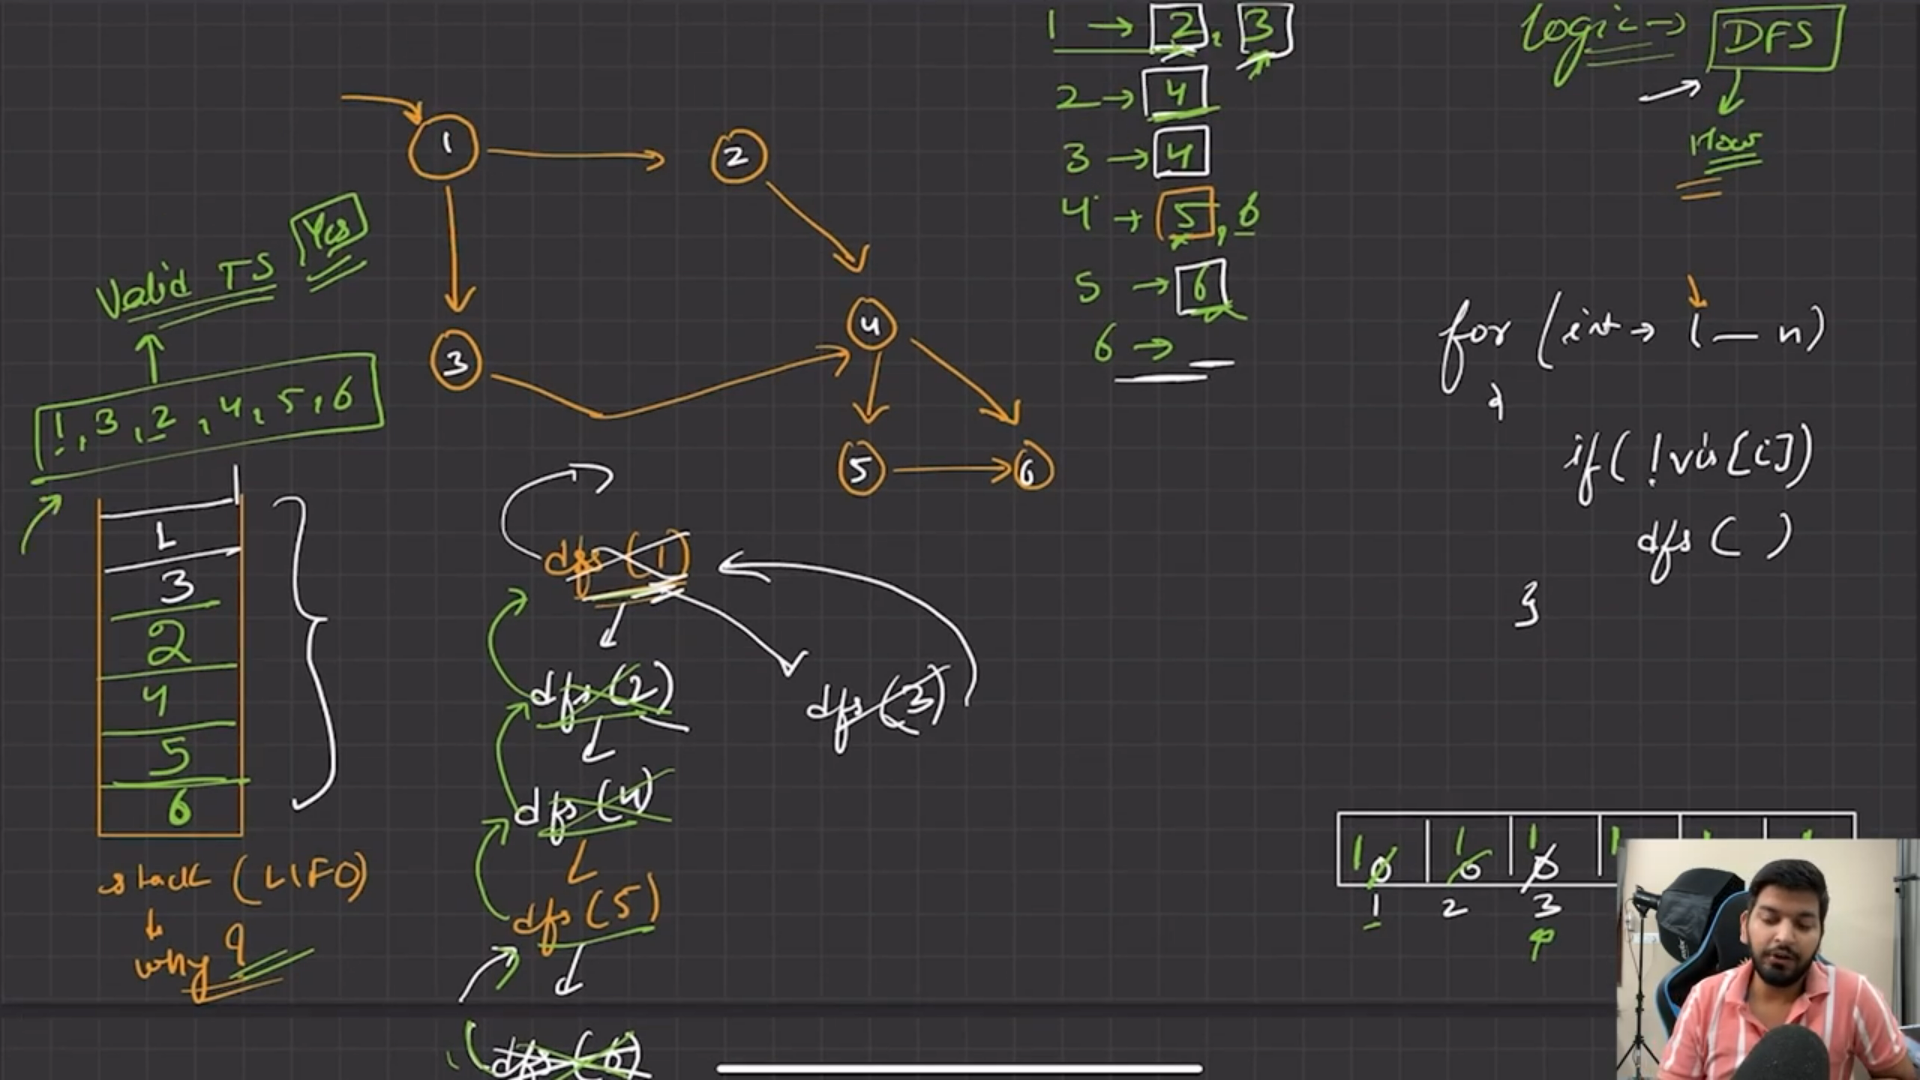 1 → 2, 3
2 → 4
3 → 4
4 → 5, 6
5 → 6
6 →
logic → DFS
How
1
2
3
4
5
6
Valid TS Yes
1, 3, 2, 4, 5, 6
1
3
2
4
5
6
stack (LIFO)
why ?
dfs (1)
dfs (2)
dfs (3)
dfs (4)
dfs (5)
dfs (6)
for (int → 1 — n)
{
if( !vis[i])
dfs ( )
}
1 0 1 0 1 0
1 2 3